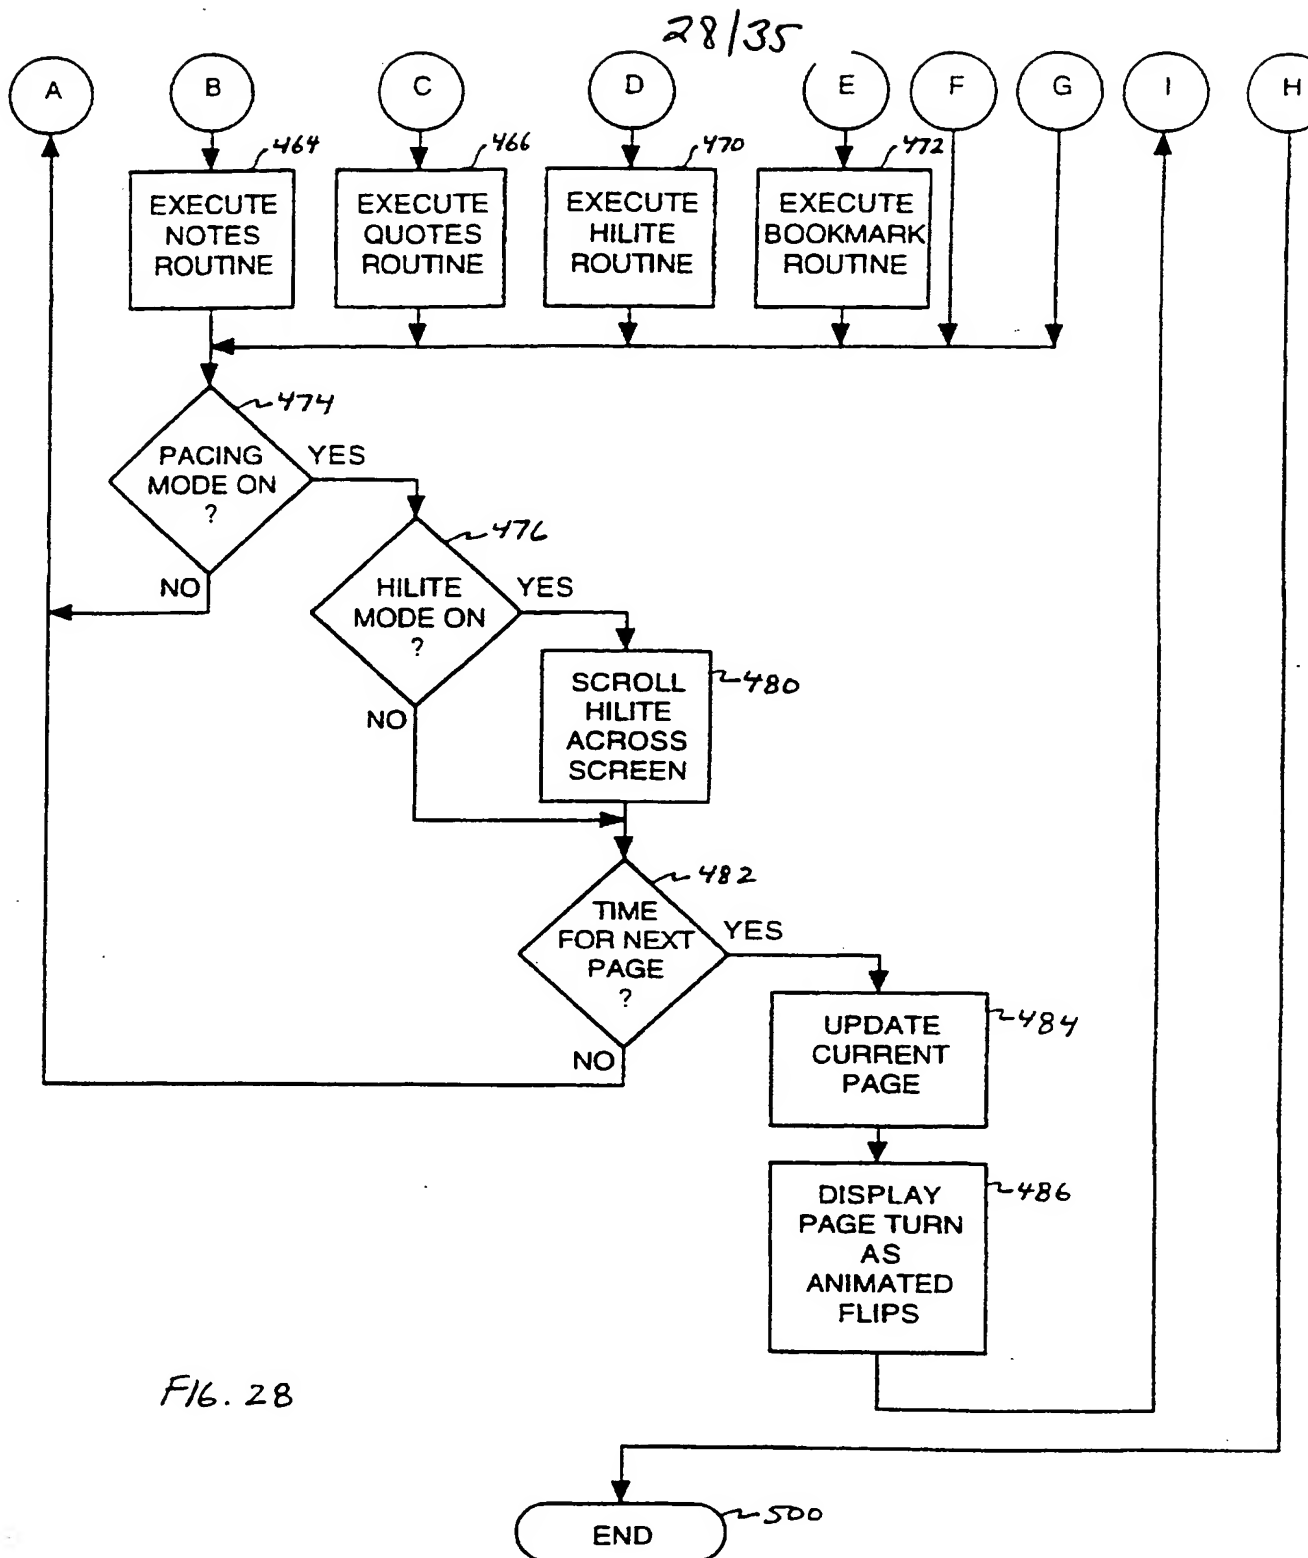 28/35
A B C D E F G I H
464 466 470 472
EXECUTE
NOTES
ROUTINE
EXECUTE
QUOTES
ROUTINE
EXECUTE
HILITE
ROUTINE
EXECUTE
BOOKMARK
ROUTINE
474
PACING
MODE ON
?
YES
NO
476
HILITE
MODE ON
?
YES
NO
480
SCROLL
HILITE
ACROSS
SCREEN
482
TIME
FOR NEXT
PAGE
?
YES
NO
484
UPDATE
CURRENT
PAGE
486
DISPLAY
PAGE TURN
AS
ANIMATED
FLIPS
FIG. 28
END
500